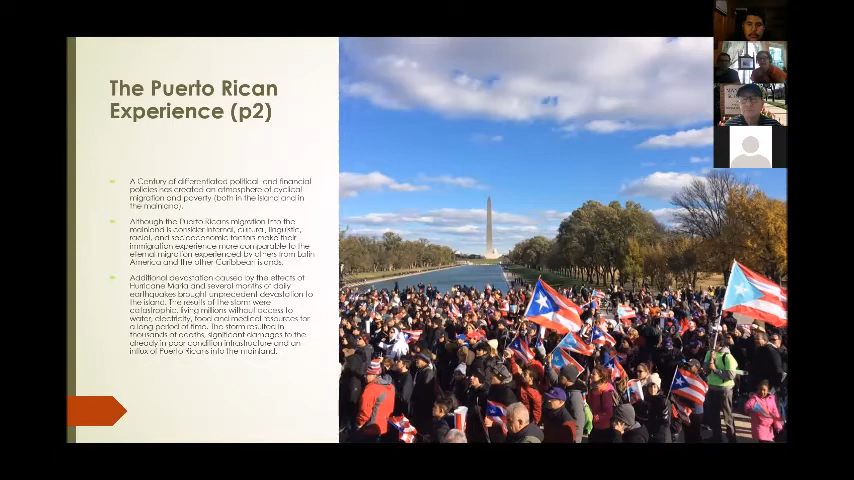 The Puerto Rican
Experience (p2)
A Century of differentiated political and financial
policies has created an atmosphere of cyclical
migration and poverty (both in the island and in
the mainland).
Although the Puerto Ricans migration into the
mainland is consider internal, cultural, linguistic,
racial, and socioeconomic factors make their
immigration experience more comparable to the
eternal migration experienced by others from Latin
America and the other Caribbean islands.
Additional devastation caused by the effects of
Hurricane Maria and several months of daily
earthquakes brought unprecedent devastation to
the island. The results of the storm were
catastrophic, living millions without access to
water, electricity, food and medical resources for
a long period of time. The storm resulted in
thousands of deaths, significant damages to the
already in poor condition infrastructure and an
influx of Puerto Ricans into the mainland.